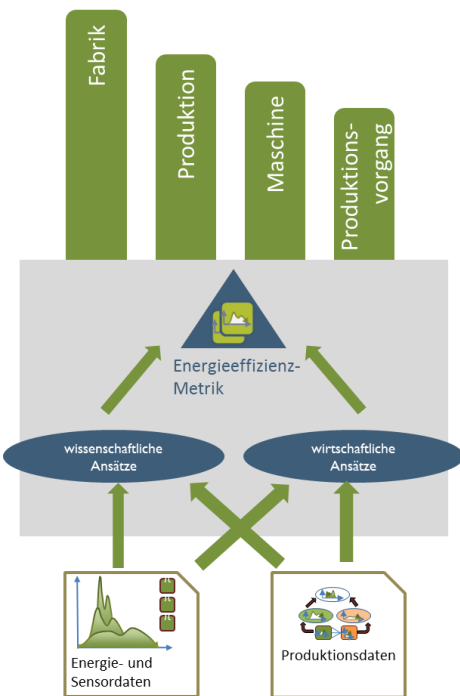 Fabrik
Produktion
Maschine
Produktions-
vorgang
Energieeffizienz-
Metrik
wissenschaftliche
Ansätze
wirtschaftliche
Ansätze
Energie- und
Sensordaten
Produktionsdaten